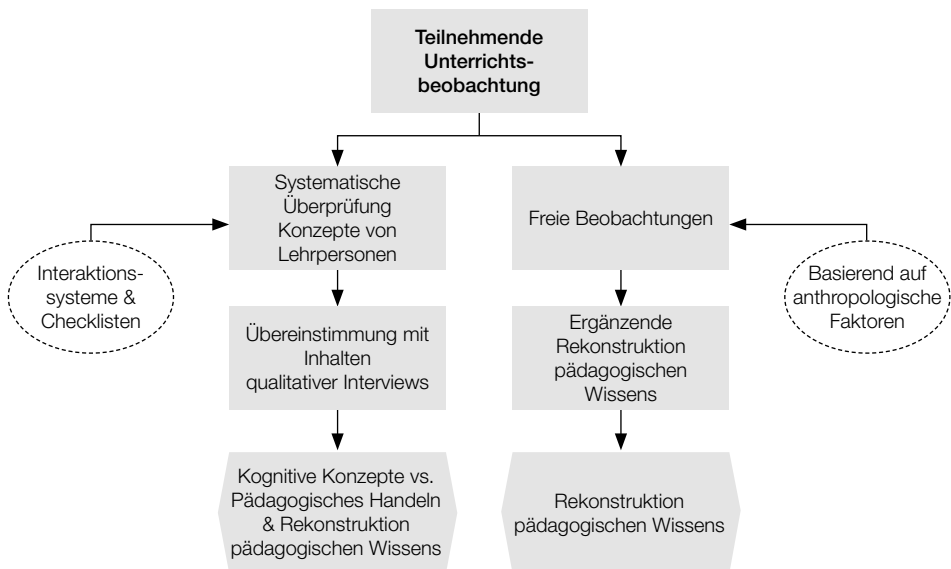 Teilnehmende
Unterrichts-
beobachtung
Systematische
Überprüfung
Konzepte von
Lehrpersonen
Freie Beobachtungen
Interaktions-
systeme &
Checklisten
Basierend auf
anthropologische
Faktoren
Übereinstimmung mit
Inhalten
qualitativer Interviews
Ergänzende
Rekonstruktion
pädagogischen
Wissens
Kognitive Konzepte vs.
Pädagogisches Handeln
& Rekonstruktion
pädagogischen Wissens
Rekonstruktion
pädagogischen Wissens